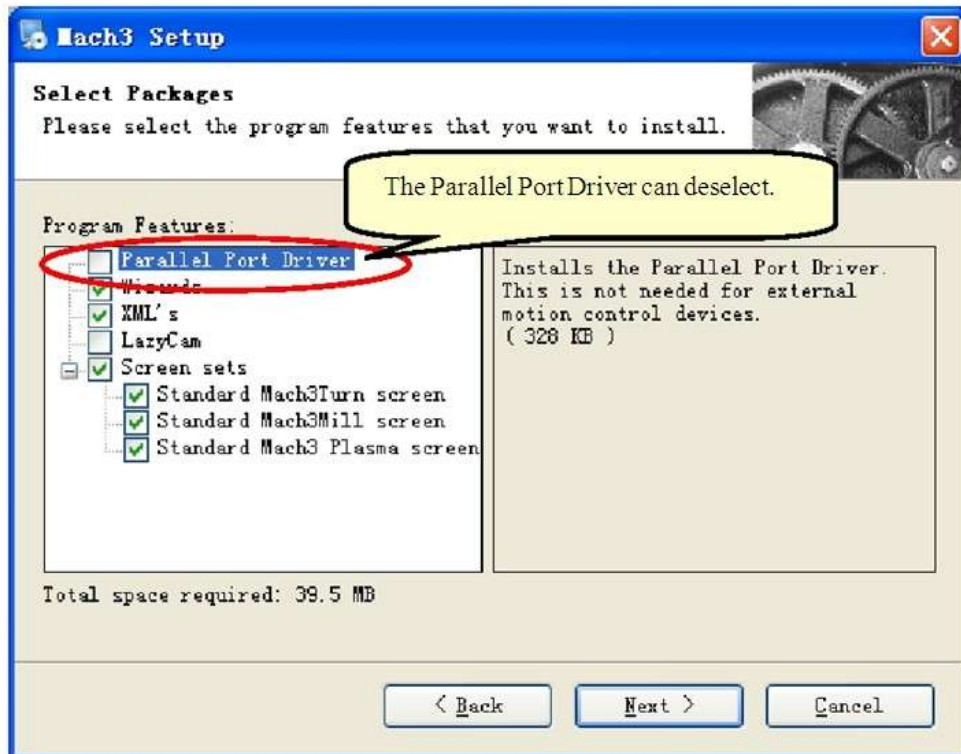 Mach3 Setup
Select Packages
Please select the program features that you want to install.
The Parallel Port Driver can deselect.
Program Features:
Parallel Port Driver
Wizards
XML's
LazyCam
Screen sets
Standard Mach3Turn screen
Standard Mach3Mill screen
Standard Mach3 Plasma screen
Installs the Parallel Port Driver.
This is not needed for external
motion control devices.
( 328 KB )
Total space required: 39.5 MB
< Back
Next >
Cancel